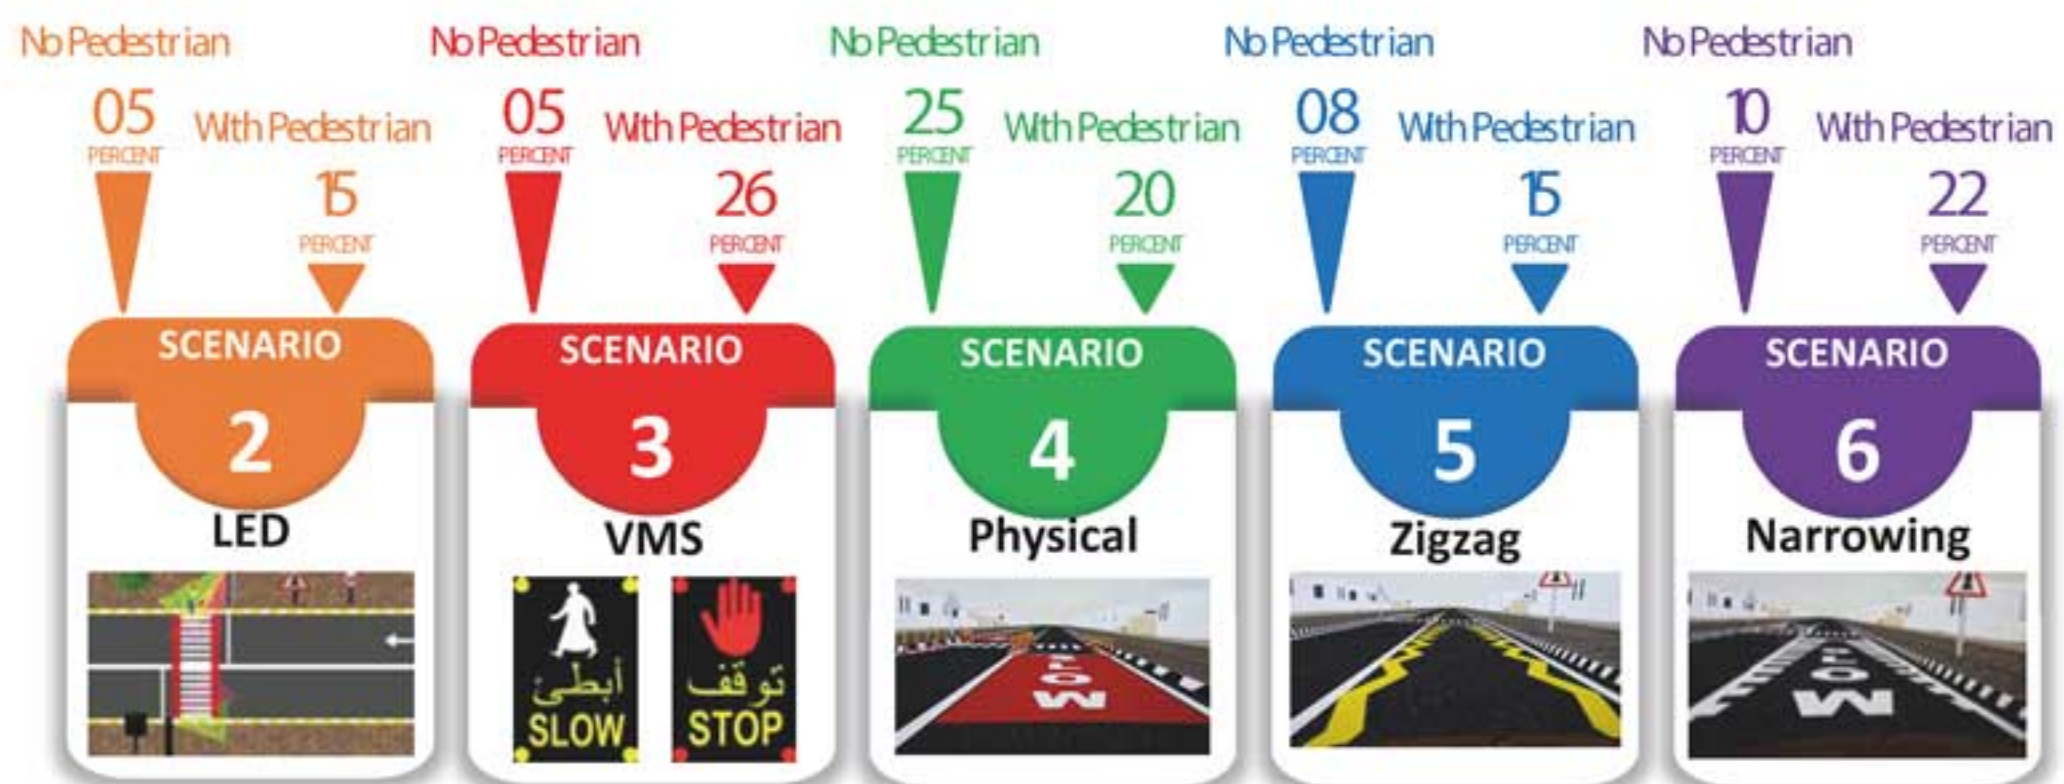 No Pedestrian
05
PERCENT
With Pedestrian
15
PERCENT
SCENARIO
2
LED
No Pedestrian
05
PERCENT
With Pedestrian
26
PERCENT
SCENARIO
3
VMS
أبطئ
SLOW
توقف
STOP
No Pedestrian
25
PERCENT
With Pedestrian
20
PERCENT
SCENARIO
4
Physical
No Pedestrian
08
PERCENT
With Pedestrian
15
PERCENT
SCENARIO
5
Zigzag
No Pedestrian
10
PERCENT
With Pedestrian
22
PERCENT
SCENARIO
6
Narrowing